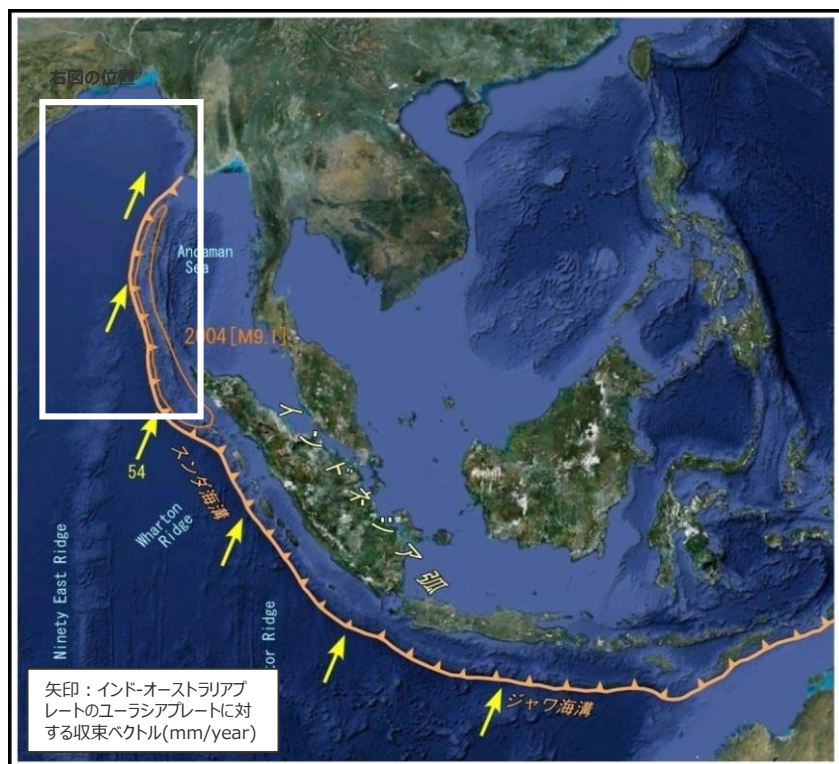 右図の位置
Andaman
Sea
2004[M9.1]
54
スンダ海溝
インドネシア弧
Wharton
Ridge
Ninety East Ridge
tor Ridge
ジャワ海溝
矢印：インド-オーストラリアプ
レートのユーラシアプレートに対
する収束ベクトル(mm/year)